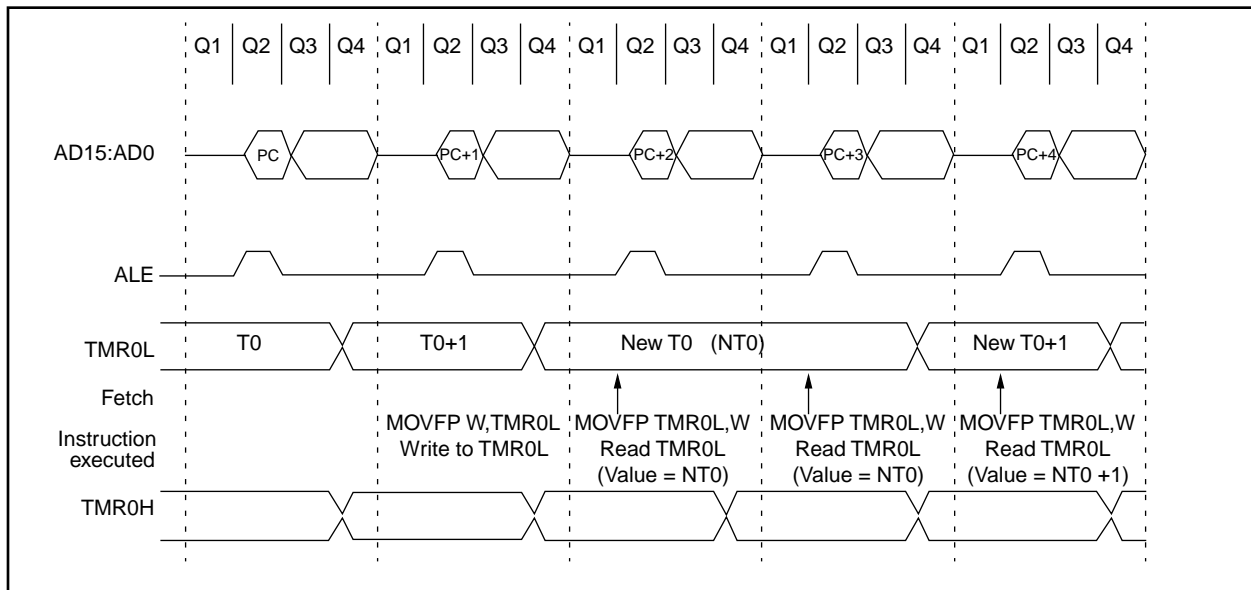 Q1 Q2 Q3 Q4 Q1 Q2 Q3 Q4 Q1 Q2 Q3 Q4 Q1 Q2 Q3 Q4 Q1 Q2 Q3 Q4
AD15:AD0 PC PC+1 PC+2 PC+3 PC+4
ALE
TMR0L T0 T0+1 New T0 (NT0) New T0+1
Fetch
Instruction
executed
MOVFP W,TMR0L
Write to TMR0L
MOVFP TMR0L,W
Read TMR0L
(Value = NT0)
MOVFP TMR0L,W
Read TMR0L
(Value = NT0)
MOVFP TMR0L,W
Read TMR0L
(Value = NT0 +1)
TMR0H